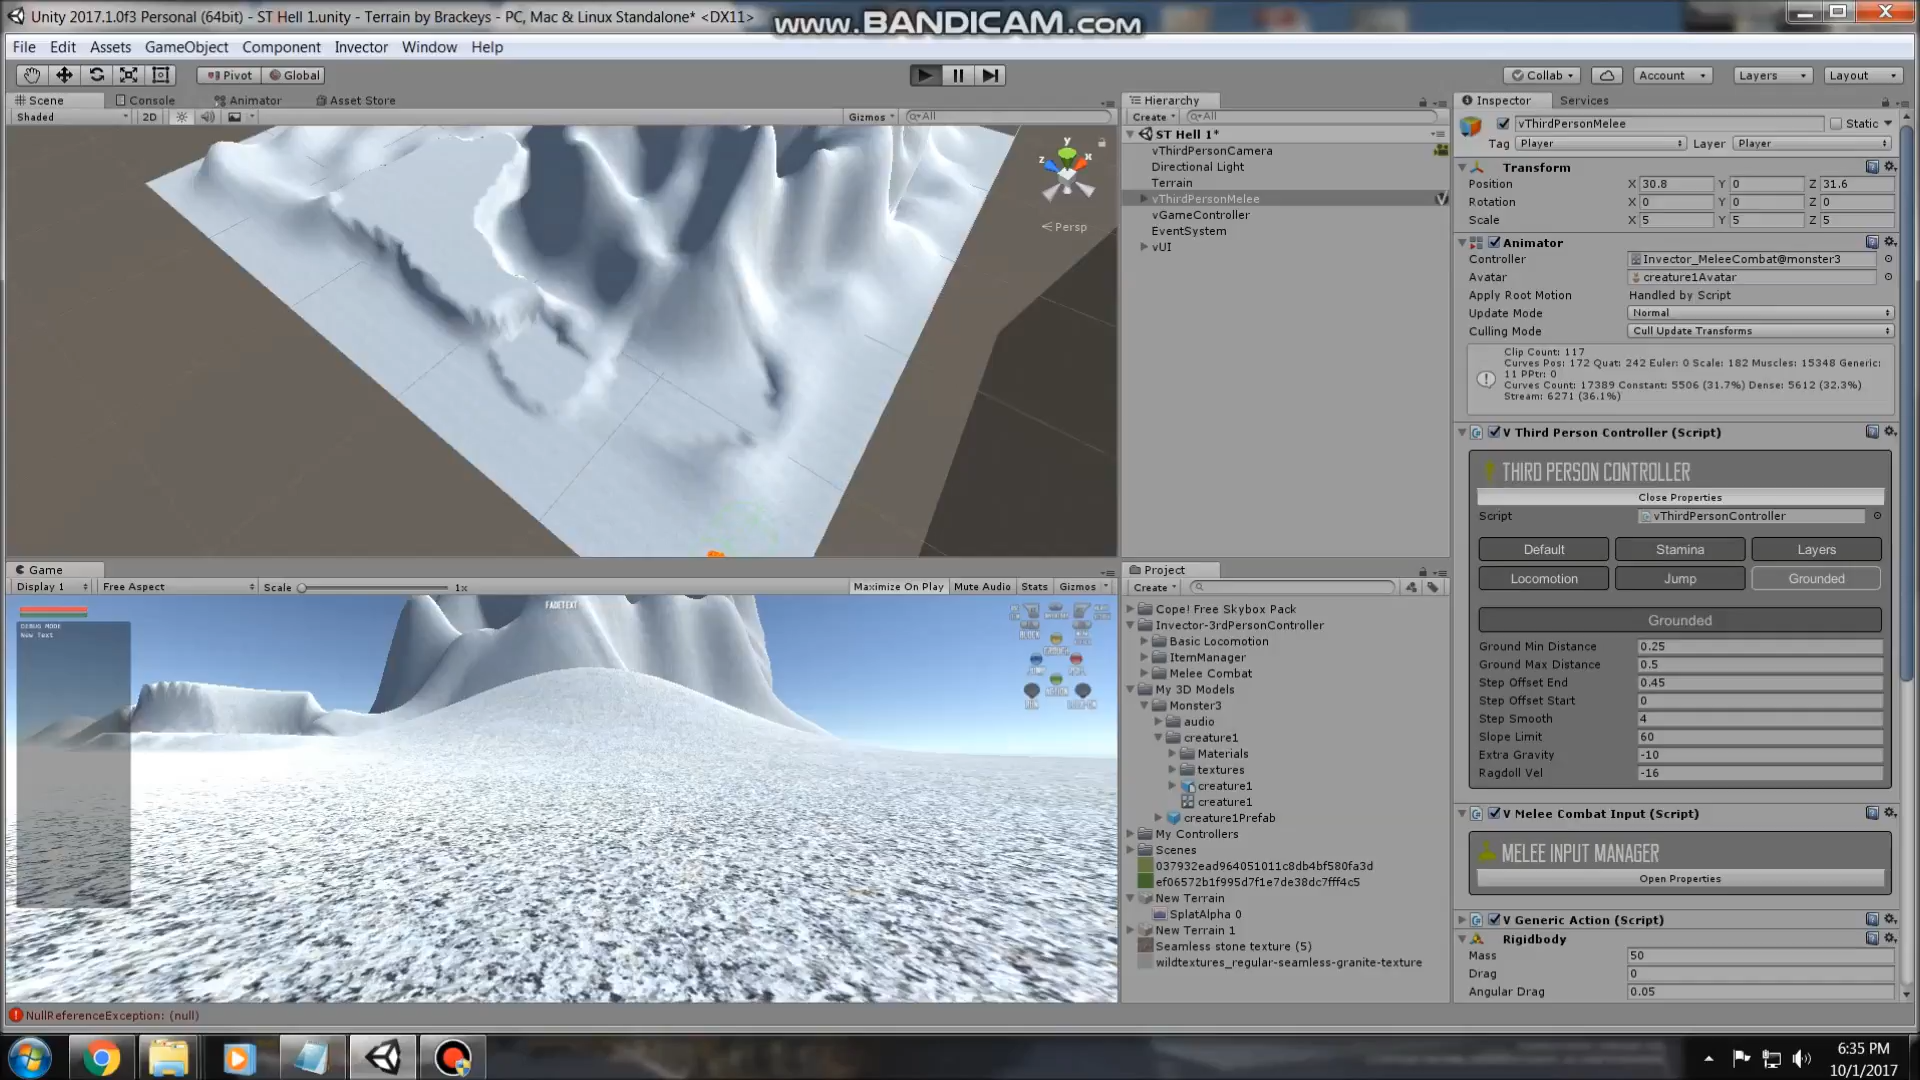 Unity 2017.1.0f3 Personal (64bit) - ST Hell 1.unity - Terrain by Brackeys - PC, Mac & Linux Standalone* <DX11>
www.BANDICAM.com
File Edit Assets GameObject Component Invector Window Help
Pivot Global
Collab Account Layers Layout
Scene Console Animator Asset Store
Shaded 2D Gizmos All
y
z x
Persp
Hierarchy
Create All
ST Hell 1*
vThirdPersonCamera
Directional Light
Terrain
vThirdPersonMelee
vGameController
EventSystem
vUI
Inspector Services
vThirdPersonMelee Static
Tag Player Layer Player
Transform
Position X 30.8 Y 0 Z 31.6
Rotation X 0 Y 0 Z 0
Scale X 5 Y 5 Z 5
Animator
Controller Invector_MeleeCombat@monster3
Avatar creature1Avatar
Apply Root Motion Handled by Script
Update Mode Normal
Culling Mode Cull Update Transforms
Clip Count: 117
Curves Pos: 172 Quat: 242 Euler: 0 Scale: 182 Muscles: 15348 Generic:
11 PPtr: 0
Curves Count: 17389 Constant: 5506 (31.7%) Dense: 5612 (32.3%)
Stream: 6271 (36.1%)
V Third Person Controller (Script)
THIRD PERSON CONTROLLER
Close Properties
Script vThirdPersonController
Default Stamina Layers
Locomotion Jump Grounded
Grounded
Ground Min Distance 0.25
Ground Max Distance 0.5
Step Offset End 0.45
Step Offset Start 0
Step Smooth 4
Slope Limit 60
Extra Gravity -10
Ragdoll Vel -16
V Melee Combat Input (Script)
MELEE INPUT MANAGER
Open Properties
V Generic Action (Script)
Rigidbody
Mass 50
Drag 0
Angular Drag 0.05
Game
Display 1 Free Aspect Scale 1x Maximize On Play Mute Audio Stats Gizmos
FADETEXT
DEBUG MODE
New Text
BLOCK
Project
Create
Cope! Free Skybox Pack
Invector-3rdPersonController
Basic Locomotion
ItemManager
Melee Combat
My 3D Models
Monster3
audio
creature1
Materials
textures
creature1
creature1
creature1Prefab
My Controllers
Scenes
037932ead964051011c8db4bf580fa3d
ef06572b1f995d7f1e7de38dc7fff4c5
New Terrain
SplatAlpha 0
New Terrain 1
Seamless stone texture (5)
wildtextures_regular-seamless-granite-texture
NullReferenceException: (null)
6:35 PM
10/1/2017